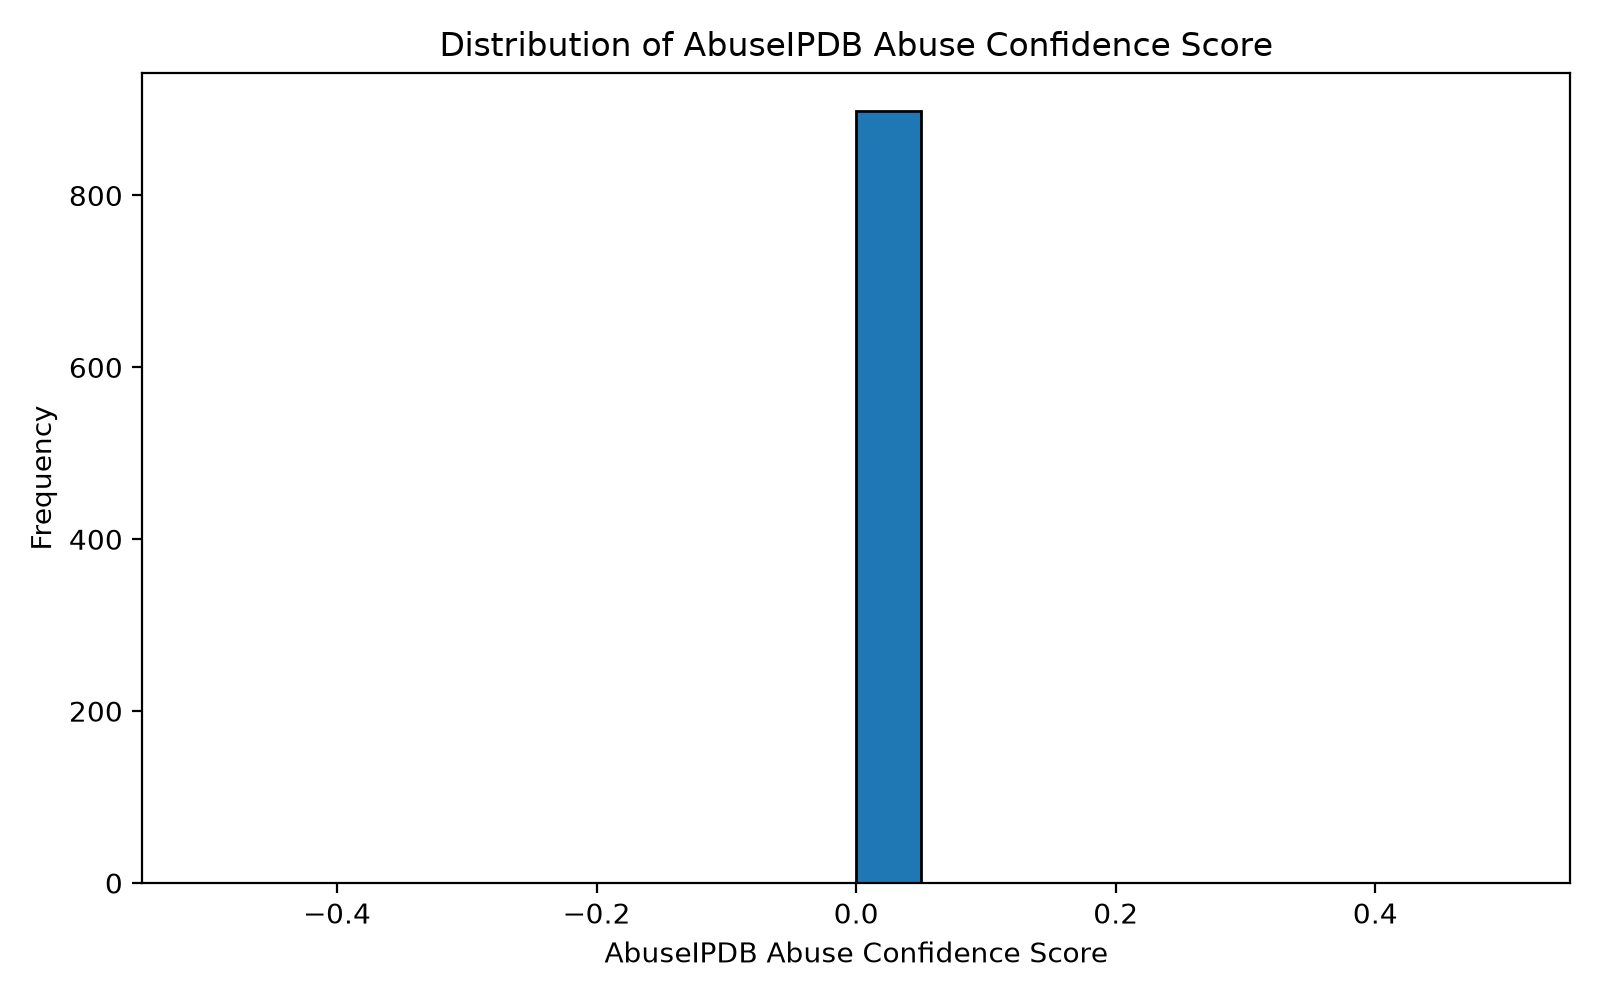 Distribution of AbuseIPDB Abuse Confidence Score
800
600
400
200
0
Frequency
−0.4 −0.2 0.0 0.2 0.4
AbuseIPDB Abuse Confidence Score